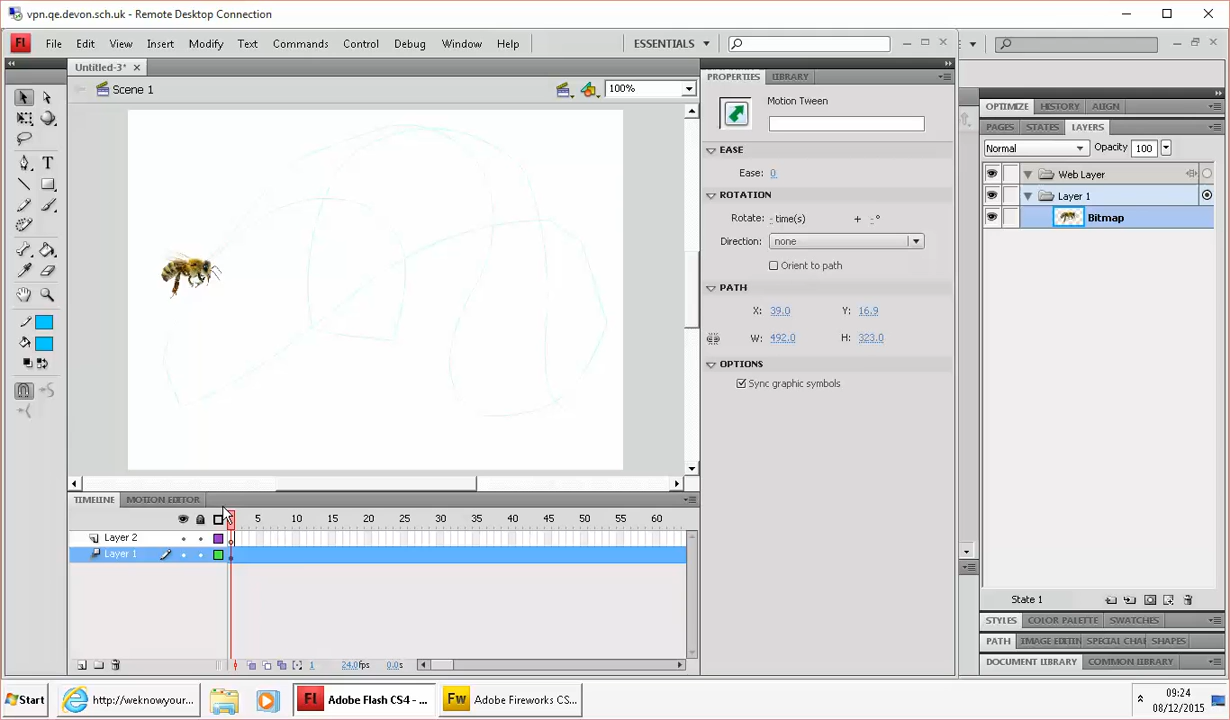 vpn.qe.devon.sch.uk - Remote Desktop Connection
Fl File Edit View Insert Modify Text Commands Control Debug Window Help ESSENTIALS
Untitled-3*
Scene 1 100%
PROPERTIES LIBRARY
Motion Tween
EASE
Ease: 0
ROTATION
Rotate: - time(s) + - °
Direction: none
Orient to path
PATH
X: 39.0 Y: 16.9
W: 492.0 H: 323.0
OPTIONS
Sync graphic symbols
OPTIMIZE HISTORY ALIGN
PAGES STATES LAYERS
Normal Opacity 100
Web Layer
Layer 1
Bitmap
State 1
STYLES COLOR PALETTE SWATCHES
PATH IMAGE EDITIN SPECIAL CHAI SHAPES
DOCUMENT LIBRARY COMMON LIBRARY
TIMELINE MOTION EDITOR
5 10 15 20 25 30 35 40 45 50 55 60
Layer 2
Layer 1
1 24.0fps 0.0s
Start http://weknowyour... Fl Adobe Flash CS4 - ... Fw Adobe Fireworks CS...
09:24
08/12/2015